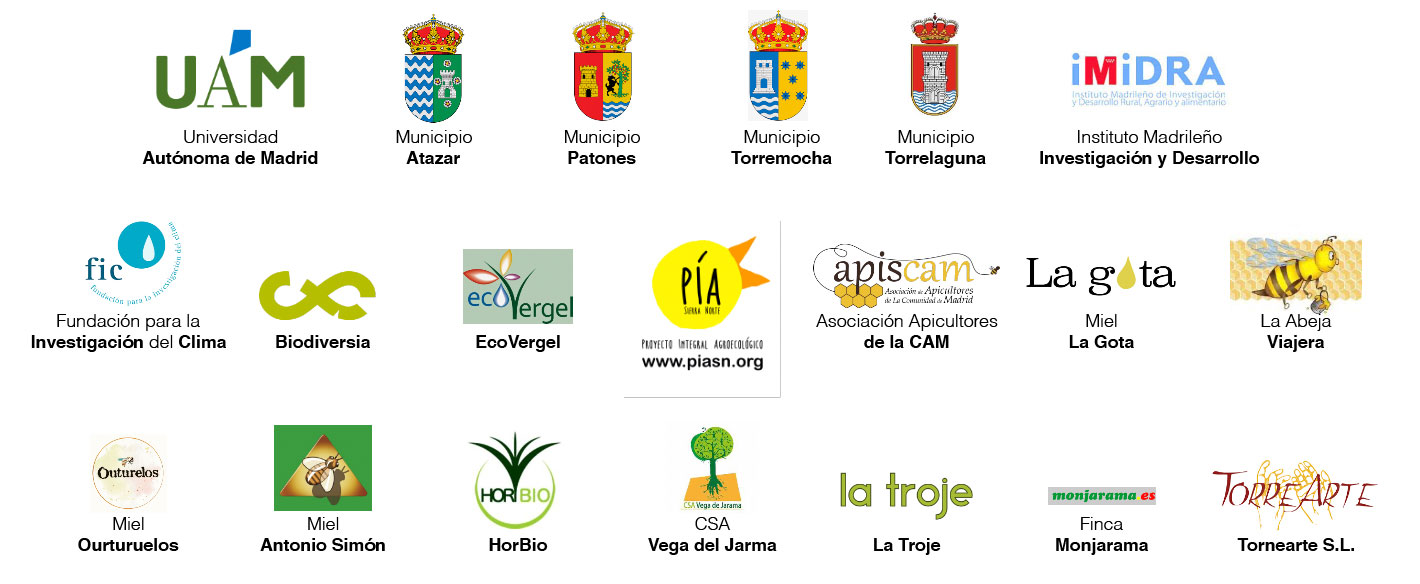 UAM
Universidad
Autónoma de Madrid
Municipio
Atazar
Municipio
Patones
Municipio
Torremocha
Municipio
Torrelaguna
iMiDRA
Instituto Madrileño de Investigación
y Desarrollo Rural, Agrario y alimentario
Instituto Madrileño
Investigación y Desarrollo
fic
fundación para la investigación del clima
Fundación para la
Investigación del Clima
Biodiversia
ecoVergel
EcoVergel
PÍA
SIERRA NORTE
PROYECTO INTEGRAL AGROECOLÓGICO
www.piasn.org
apiscam
Asociación de Apicultores
de La Comunidad de Madrid
Asociación Apicultores
de la CAM
La gota
Miel
La Gota
La Abeja
Viajera
Outurelos
Miel
Ourturuelos
Miel
Antonio Simón
HORBIO
HorBio
CSA Vega de Jarama
CSA
Vega del Jarma
la troje
La Troje
monjarama es
Finca
Monjarama
TORREARTE
Tornearte S.L.